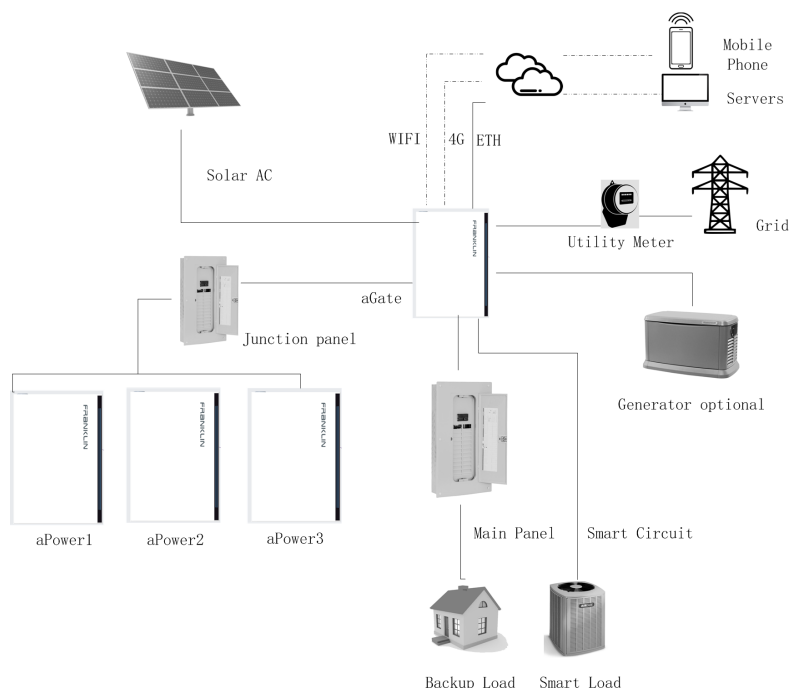 Mobile
Phone
Servers
WIFI
4G
ETH
Solar AC
FRANKLIN
Utility Meter
Grid
aGate
Junction panel
Generator optional
FRANKLIN
FRANKLIN
FRANKLIN
Main Panel
Smart Circuit
aPower1
aPower2
aPower3
Backup Load
Smart Load